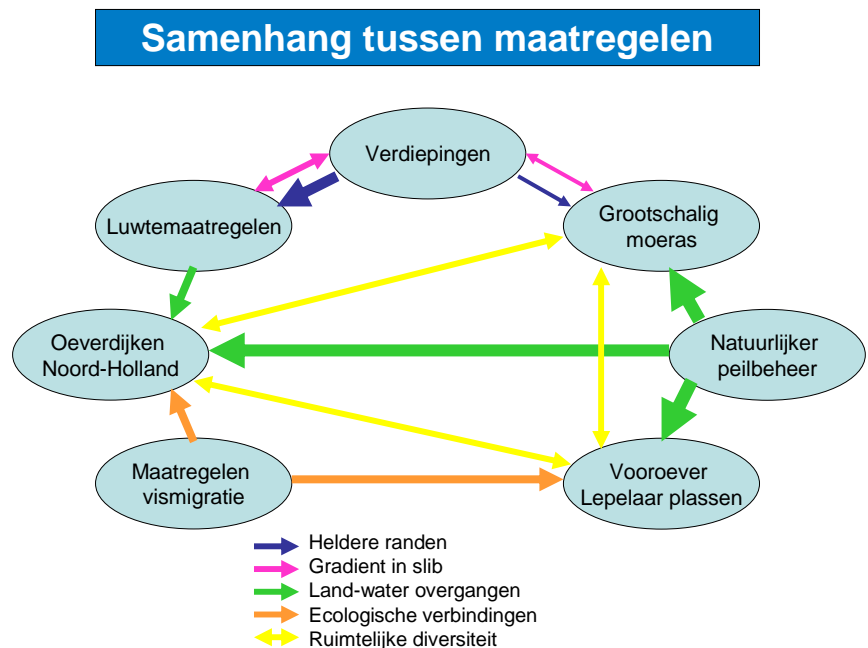 Samenhang tussen maatregelen
Verdiepingen
Luwtemaatregelen
Grootschalig
moeras
Oeverdijken
Noord-Holland
Natuurlijker
peilbeheer
Maatregelen
vismigratie
Vooroever
Lepelaar plassen
Heldere randen
Gradient in slib
Land-water overgangen
Ecologische verbindingen
Ruimtelijke diversiteit